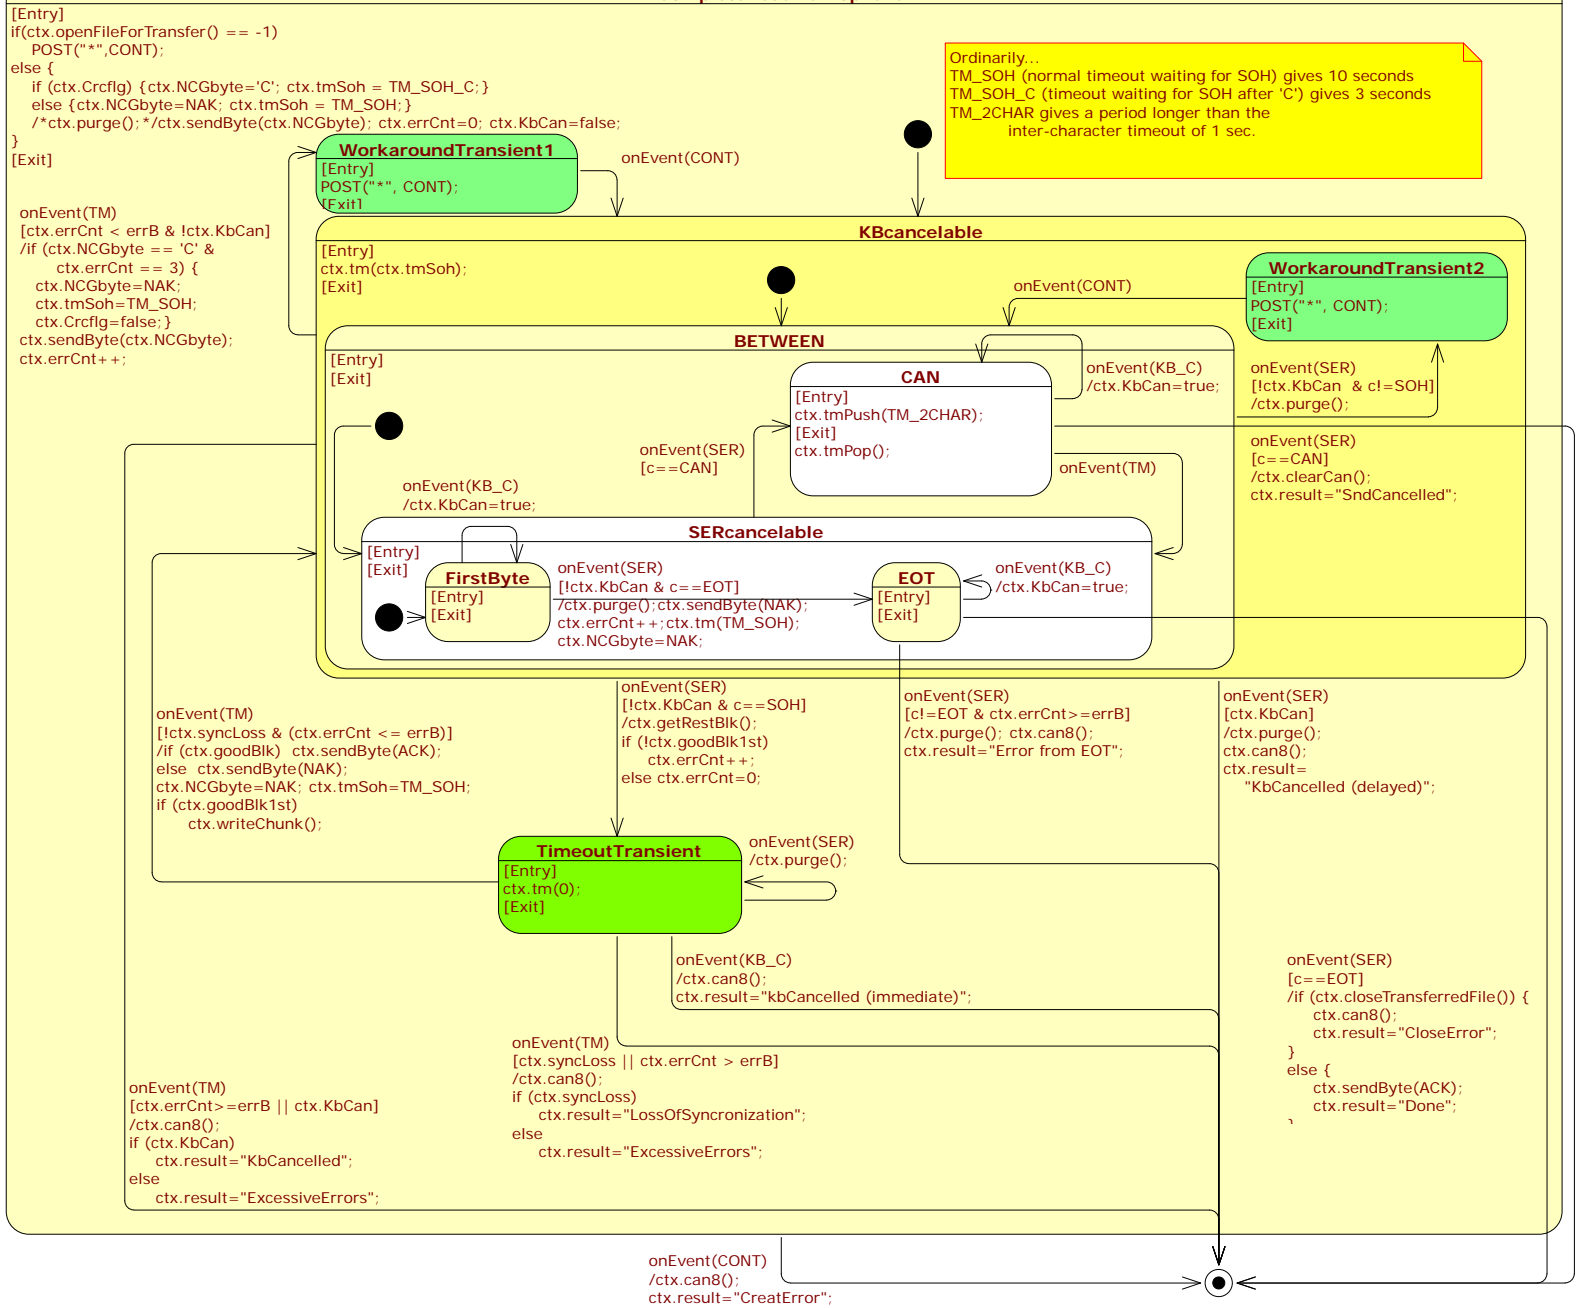 [Entry]
if(ctx.openFileForTransfer() == -1)
POST("*",CONT);
else {
if (ctx.Crcflg) {ctx.NCGbyte='C'; ctx.tmSoh = TM_SOH_C;}
else {ctx.NCGbyte=NAK; ctx.tmSoh = TM_SOH;}
/*ctx.purge();*/ctx.sendByte(ctx.NCGbyte); ctx.errCnt=0; ctx.KbCan=false;
}
[Exit]
Ordinarily...
TM_SOH (normal timeout waiting for SOH) gives 10 seconds
TM_SOH_C (timeout waiting for SOH after 'C') gives 3 seconds
TM_2CHAR gives a period longer than the
inter-character timeout of 1 sec.
WorkaroundTransient1
[Entry]
POST("*", CONT);
[Exit]
onEvent(CONT)
onEvent(TM)
[ctx.errCnt < errB & !ctx.KbCan]
/if (ctx.NCGbyte == 'C' &
ctx.errCnt == 3) {
ctx.NCGbyte=NAK;
ctx.tmSoh=TM_SOH;
ctx.Crcflg=false;}
ctx.sendByte(ctx.NCGbyte);
ctx.errCnt++;
KBcancelable
[Entry]
ctx.tm(ctx.tmSoh);
[Exit]
WorkaroundTransient2
[Entry]
POST("*", CONT);
[Exit]
onEvent(CONT)
BETWEEN
[Entry]
[Exit]
CAN
[Entry]
ctx.tmPush(TM_2CHAR);
[Exit]
ctx.tmPop();
onEvent(KB_C)
/ctx.KbCan=true;
onEvent(SER)
[!ctx.KbCan & c!=SOH]
/ctx.purge();
onEvent(SER)
[c==CAN]
onEvent(TM)
onEvent(SER)
[c==CAN]
/ctx.clearCan();
ctx.result="SndCancelled";
onEvent(KB_C)
/ctx.KbCan=true;
SERcancelable
[Entry]
[Exit]
FirstByte
[Entry]
[Exit]
onEvent(SER)
[!ctx.KbCan & c==EOT]
/ctx.purge();ctx.sendByte(NAK);
ctx.errCnt++;ctx.tm(TM_SOH);
ctx.NCGbyte=NAK;
EOT
[Entry]
[Exit]
onEvent(KB_C)
/ctx.KbCan=true;
onEvent(TM)
[!ctx.syncLoss & (ctx.errCnt <= errB)]
/if (ctx.goodBlk) ctx.sendByte(ACK);
else ctx.sendByte(NAK);
ctx.NCGbyte=NAK; ctx.tmSoh=TM_SOH;
if (ctx.goodBlk1st)
ctx.writeChunk();
onEvent(SER)
[!ctx.KbCan & c==SOH]
/ctx.getRestBlk();
if (!ctx.goodBlk1st)
ctx.errCnt++;
else ctx.errCnt=0;
onEvent(SER)
[c!=EOT & ctx.errCnt>=errB]
/ctx.purge(); ctx.can8();
ctx.result="Error from EOT";
onEvent(SER)
[ctx.KbCan]
/ctx.purge();
ctx.can8();
ctx.result=
"KbCancelled (delayed)";
TimeoutTransient
[Entry]
ctx.tm(0);
[Exit]
onEvent(SER)
/ctx.purge();
onEvent(KB_C)
/ctx.can8();
ctx.result="kbCancelled (immediate)";
onEvent(SER)
[c==EOT]
/if (ctx.closeTransferredFile()) {
ctx.can8();
ctx.result="CloseError";
}
else {
ctx.sendByte(ACK);
ctx.result="Done";
}
onEvent(TM)
[ctx.syncLoss || ctx.errCnt > errB]
/ctx.can8();
if (ctx.syncLoss)
ctx.result="LossOfSyncronization";
else
ctx.result="ExcessiveErrors";
onEvent(TM)
[ctx.errCnt>=errB || ctx.KbCan]
/ctx.can8();
if (ctx.KbCan)
ctx.result="KbCancelled";
else
ctx.result="ExcessiveErrors";
onEvent(CONT)
/ctx.can8();
ctx.result="CreatError";